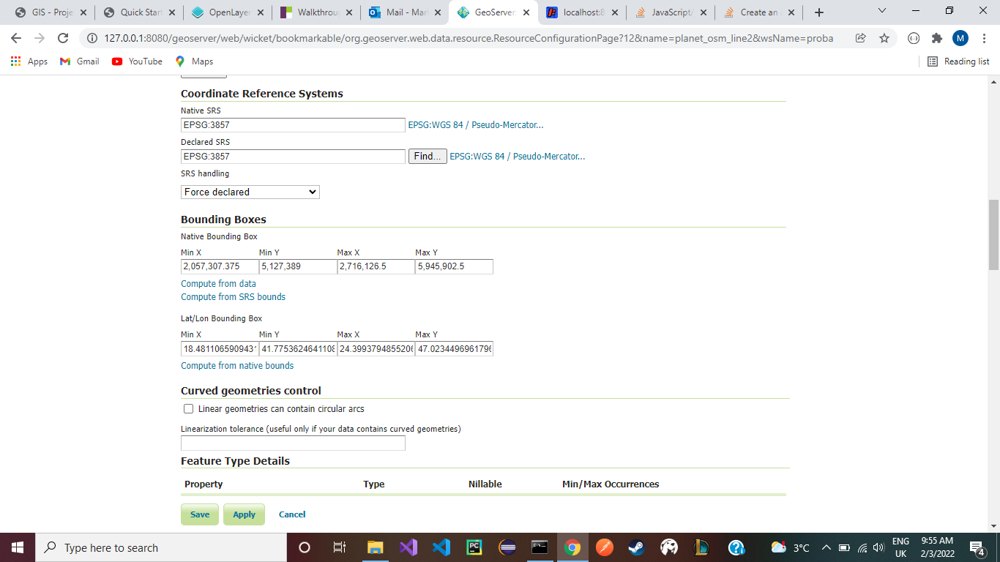 GIS - Proje
Quick Start
OpenLayer
Walkthrou
Mail - Mar
GeoServer
localhost:8
JavaScript/
Create an
127.0.0.1:8080/geoserver/web/wicket/bookmarkable/org.geoserver.web.data.resource.ResourceConfigurationPage?12&name=planet_osm_line2&wsName=proba
M
Apps
Gmail
YouTube
Maps
Reading list
Coordinate Reference Systems
Native SRS
EPSG:3857 EPSG:WGS 84 / Pseudo-Mercator...
Declared SRS
EPSG:3857 Find... EPSG:WGS 84 / Pseudo-Mercator...
SRS handling
Force declared
Bounding Boxes
Native Bounding Box
Min X Min Y Max X Max Y
2,057,307.375 5,127,389 2,716,126.5 5,945,902.5
Compute from data
Compute from SRS bounds
Lat/Lon Bounding Box
Min X Min Y Max X Max Y
18.4811065909431 41.7753624641108 24.3993794855206 47.0234496961796
Compute from native bounds
Curved geometries control
Linear geometries can contain circular arcs
Linearization tolerance (useful only if your data contains curved geometries)
Feature Type Details
Property Type Nillable Min/Max Occurrences
Save Apply Cancel
Type here to search
PC
3°C
ENG
UK
9:55 AM
2/3/2022
4